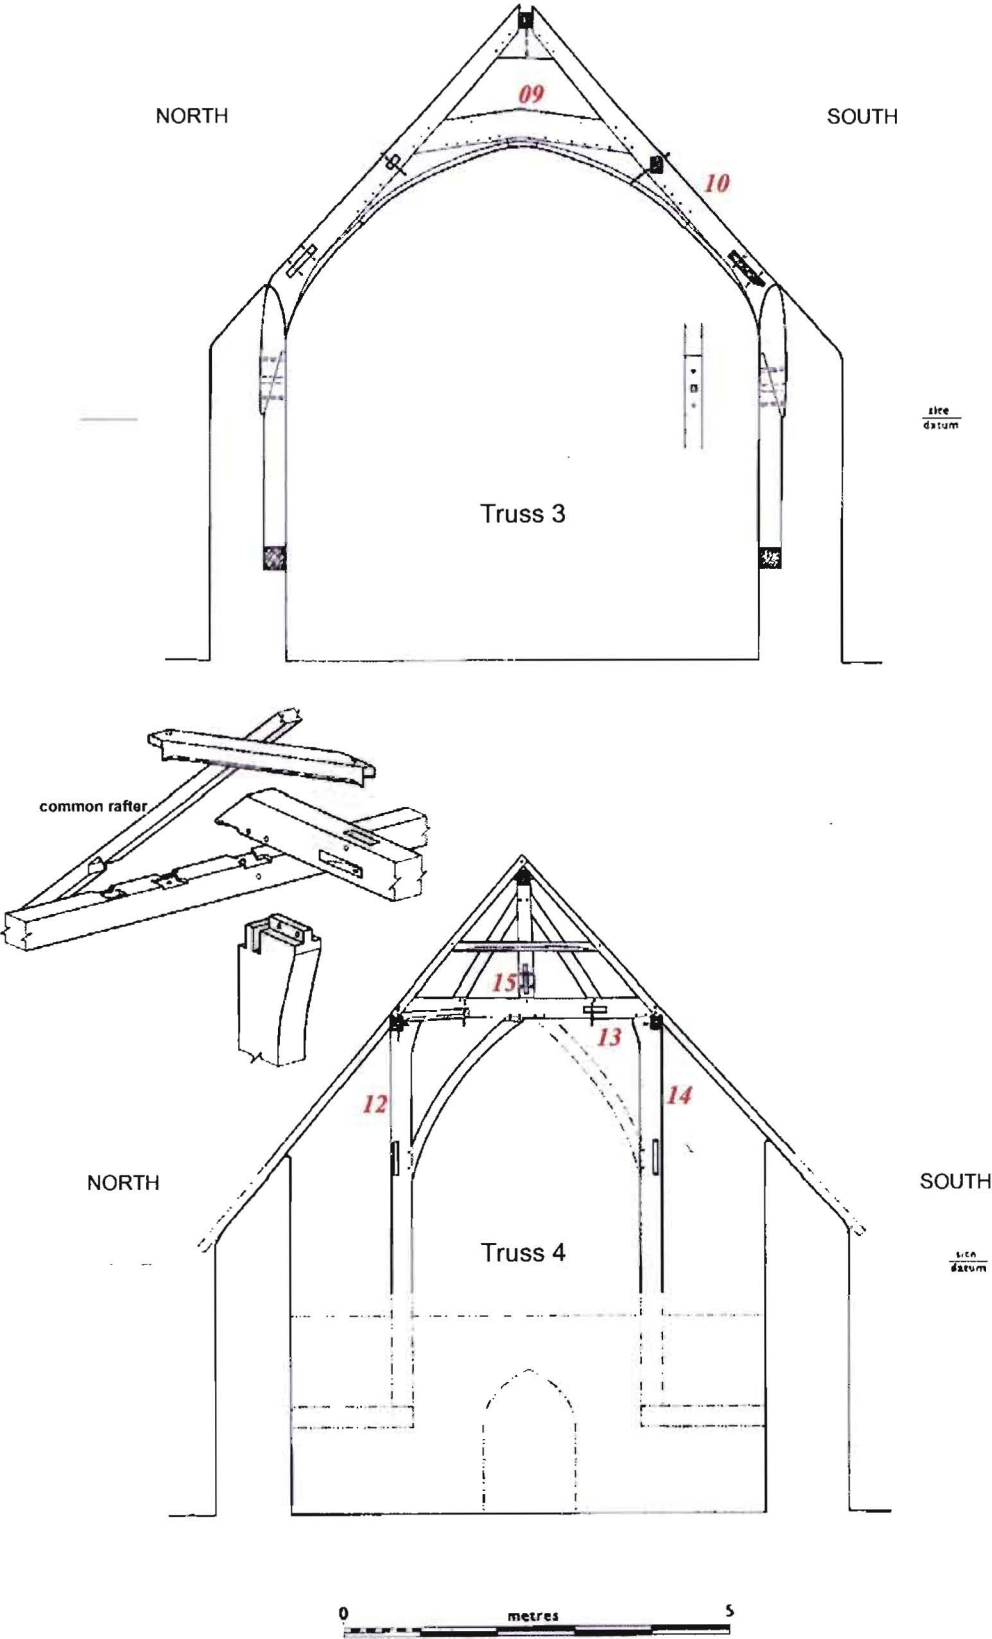 09
NORTH
SOUTH
10
site
datum
Truss 3
common rafter
15
13
12
14
NORTH
SOUTH
Truss 4
site
datum
0 metres 5